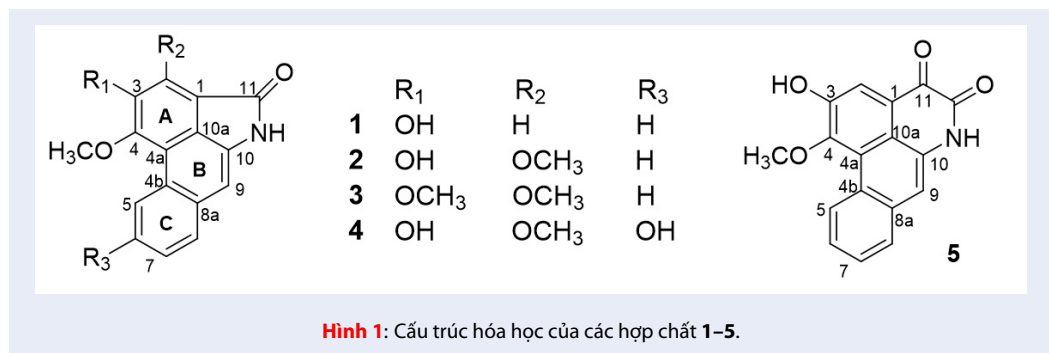 R₂
R₁ 3 1 11 O
A
10a NH
H₃CO 4 4a B 10
4b 9
5 8a
C
R₃ 7
R₁ R₂ R₃
1 OH H H
2 OH OCH₃ H
3 OCH₃ OCH₃ H
4 OH OCH₃ OH
O
HO 3 1 11 O
10a NH
H₃CO 4 4a 10
4b 9
5 8a
7
5
Hình 1: Cấu trúc hóa học của các hợp chất 1–5.